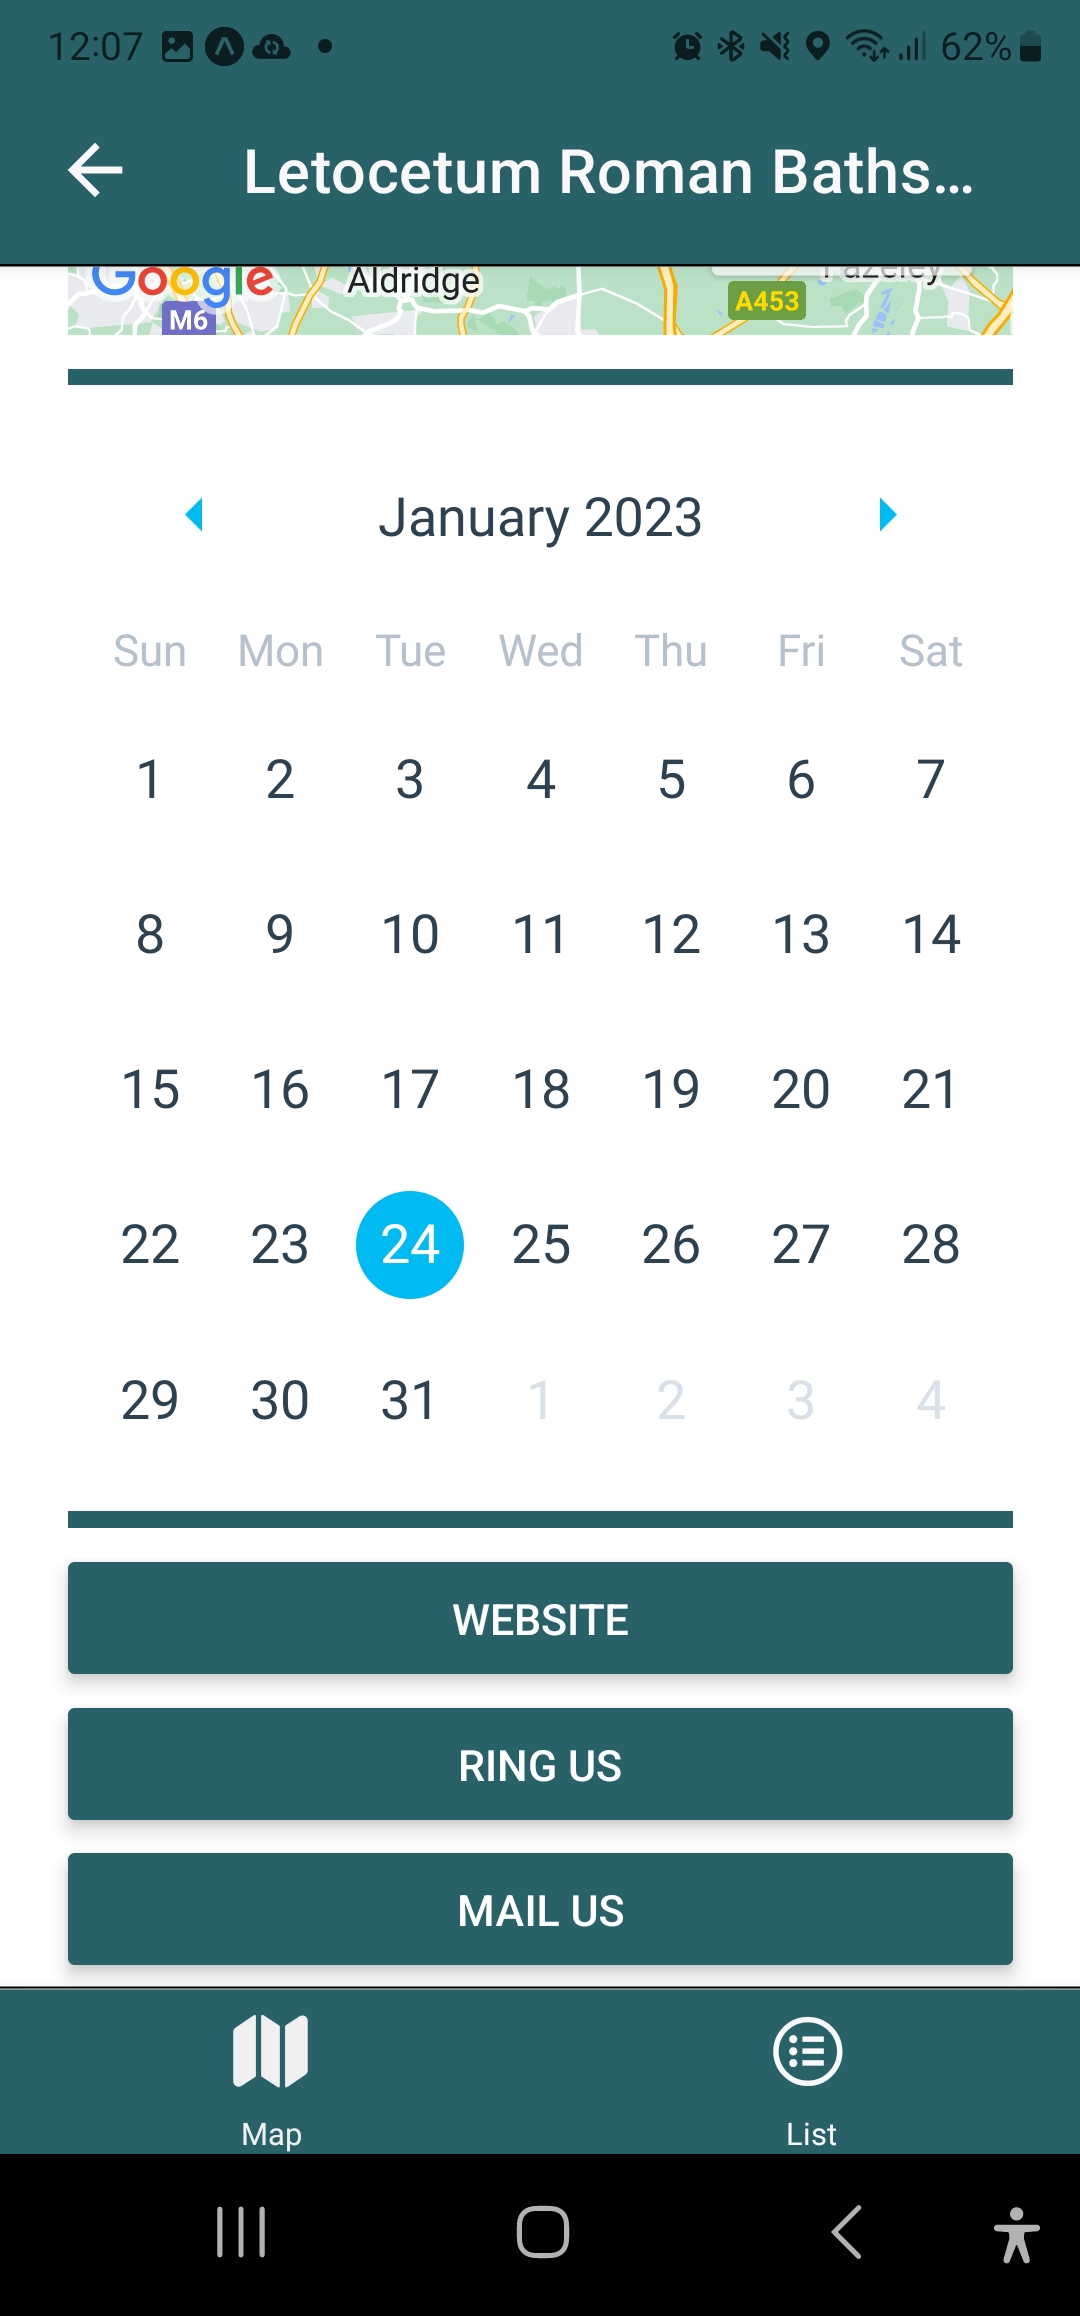 12:07 62%
Letocetum Roman Baths...
Google Aldridge Fazeley
M6 A453
January 2023
Sun Mon Tue Wed Thu Fri Sat
1 2 3 4 5 6 7
8 9 10 11 12 13 14
15 16 17 18 19 20 21
22 23 24 25 26 27 28
29 30 31 1 2 3 4
WEBSITE
RING US
MAIL US
Map List